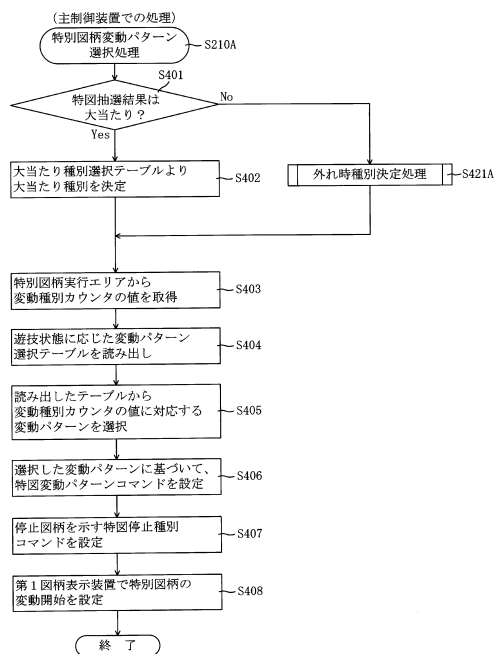 (主制御装置での処理)
特別図柄変動パターン
選択処理
S210A
S401
特図抽選結果は
大当たり?
No
Yes
大当たり種別選択テーブルより
大当たり種別を決定
S402
外れ時種別決定処理
S421A
特別図柄実行エリアから
変動種別カウンタの値を取得
S403
遊技状態に応じた変動パターン
選択テーブルを読み出し
S404
読み出したテーブルから
変動種別カウンタの値に対応する
変動パターンを選択
S405
選択した変動パターンに基づいて、
特図変動パターンコマンドを設定
S406
停止図柄を示す特図停止種別
コマンドを設定
S407
第1図柄表示装置で特別図柄の
変動開始を設定
S408
終 了